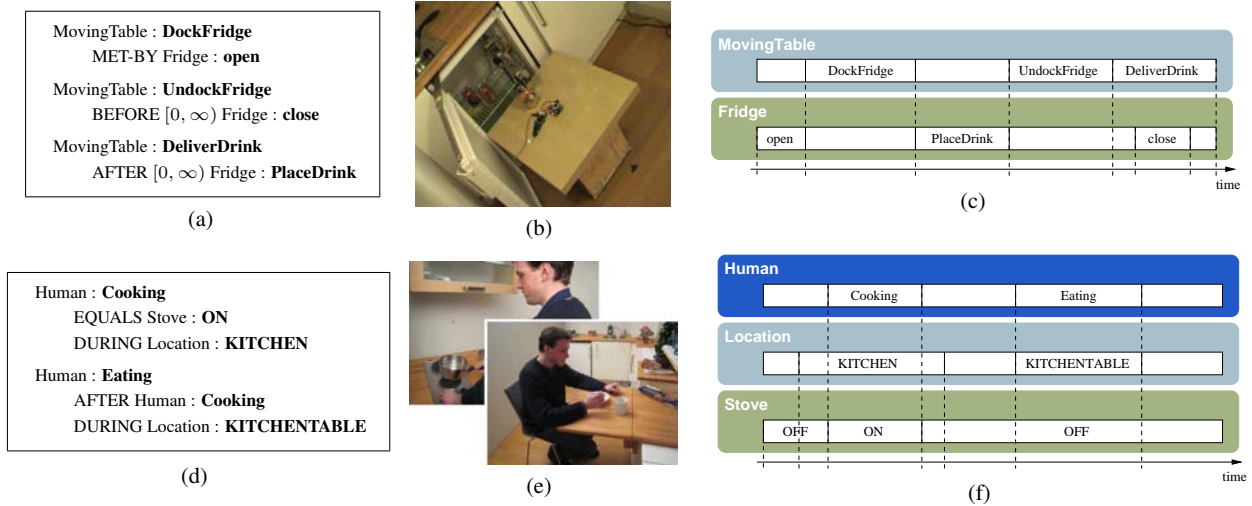 MovingTable : DockFridge
MET-BY Fridge : open
MovingTable : UndockFridge
BEFORE [0, ∞) Fridge : close
MovingTable : DeliverDrink
AFTER [0, ∞) Fridge : PlaceDrink
(a)
(b)
MovingTable
DockFridge UndockFridge DeliverDrink
Fridge
open PlaceDrink close
time
(c)
Human : Cooking
EQUALS Stove : ON
DURING Location : KITCHEN
Human : Eating
AFTER Human : Cooking
DURING Location : KITCHENTABLE
(d)
(e)
Human
Cooking Eating
Location
KITCHEN KITCHENTABLE
Stove
OFF ON OFF
time
(f)